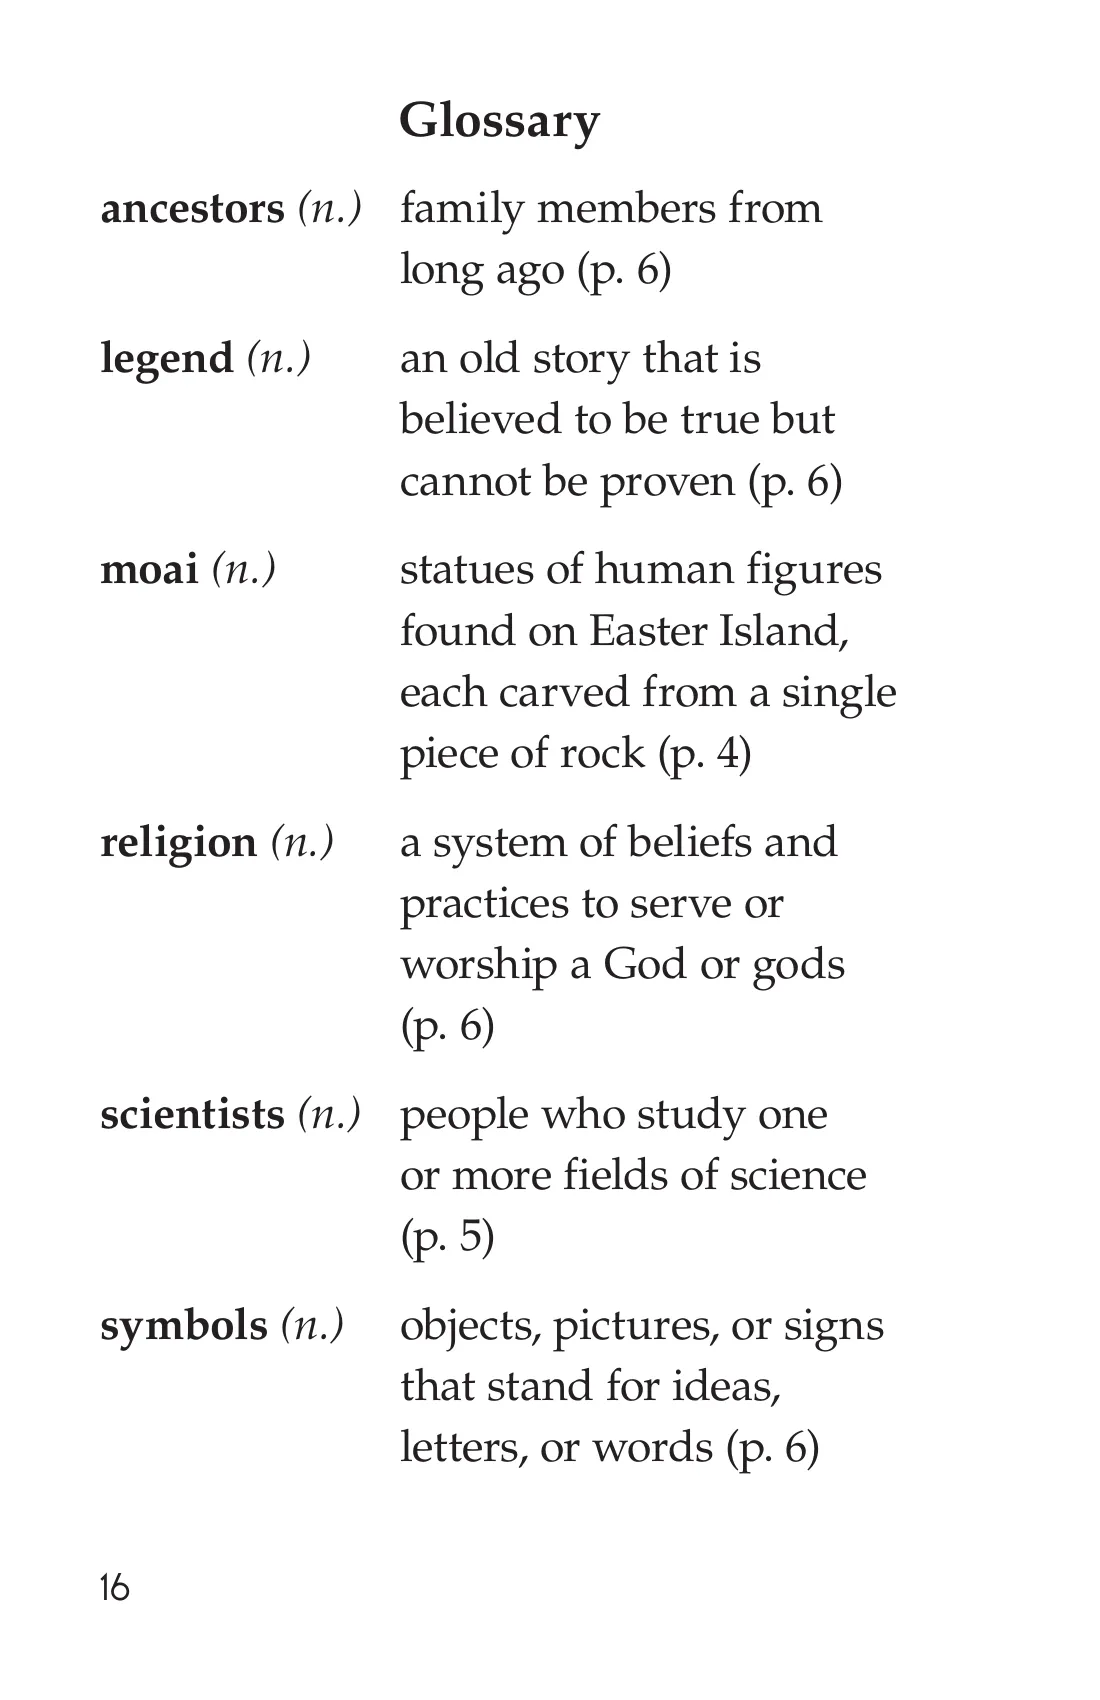 Glossary
ancestors (n.) family members from
long ago (p. 6)
legend (n.) an old story that is
believed to be true but
cannot be proven (p. 6)
moai (n.) statues of human figures
found on Easter Island,
each carved from a single
piece of rock (p. 4)
religion (n.) a system of beliefs and
practices to serve or
worship a God or gods
(p. 6)
scientists (n.) people who study one
or more fields of science
(p. 5)
symbols (n.) objects, pictures, or signs
that stand for ideas,
letters, or words (p. 6)
16